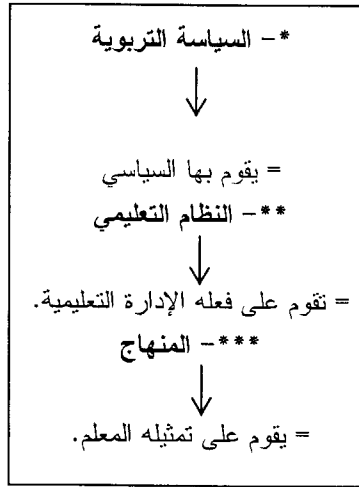 *- السياسة التربوية
= يقوم بها السياسي
**- النظام التعليمي
= تقوم على فعله الإدارة التعليمية.
***- المنهاج
= يقوم على تمثيله المعلم.